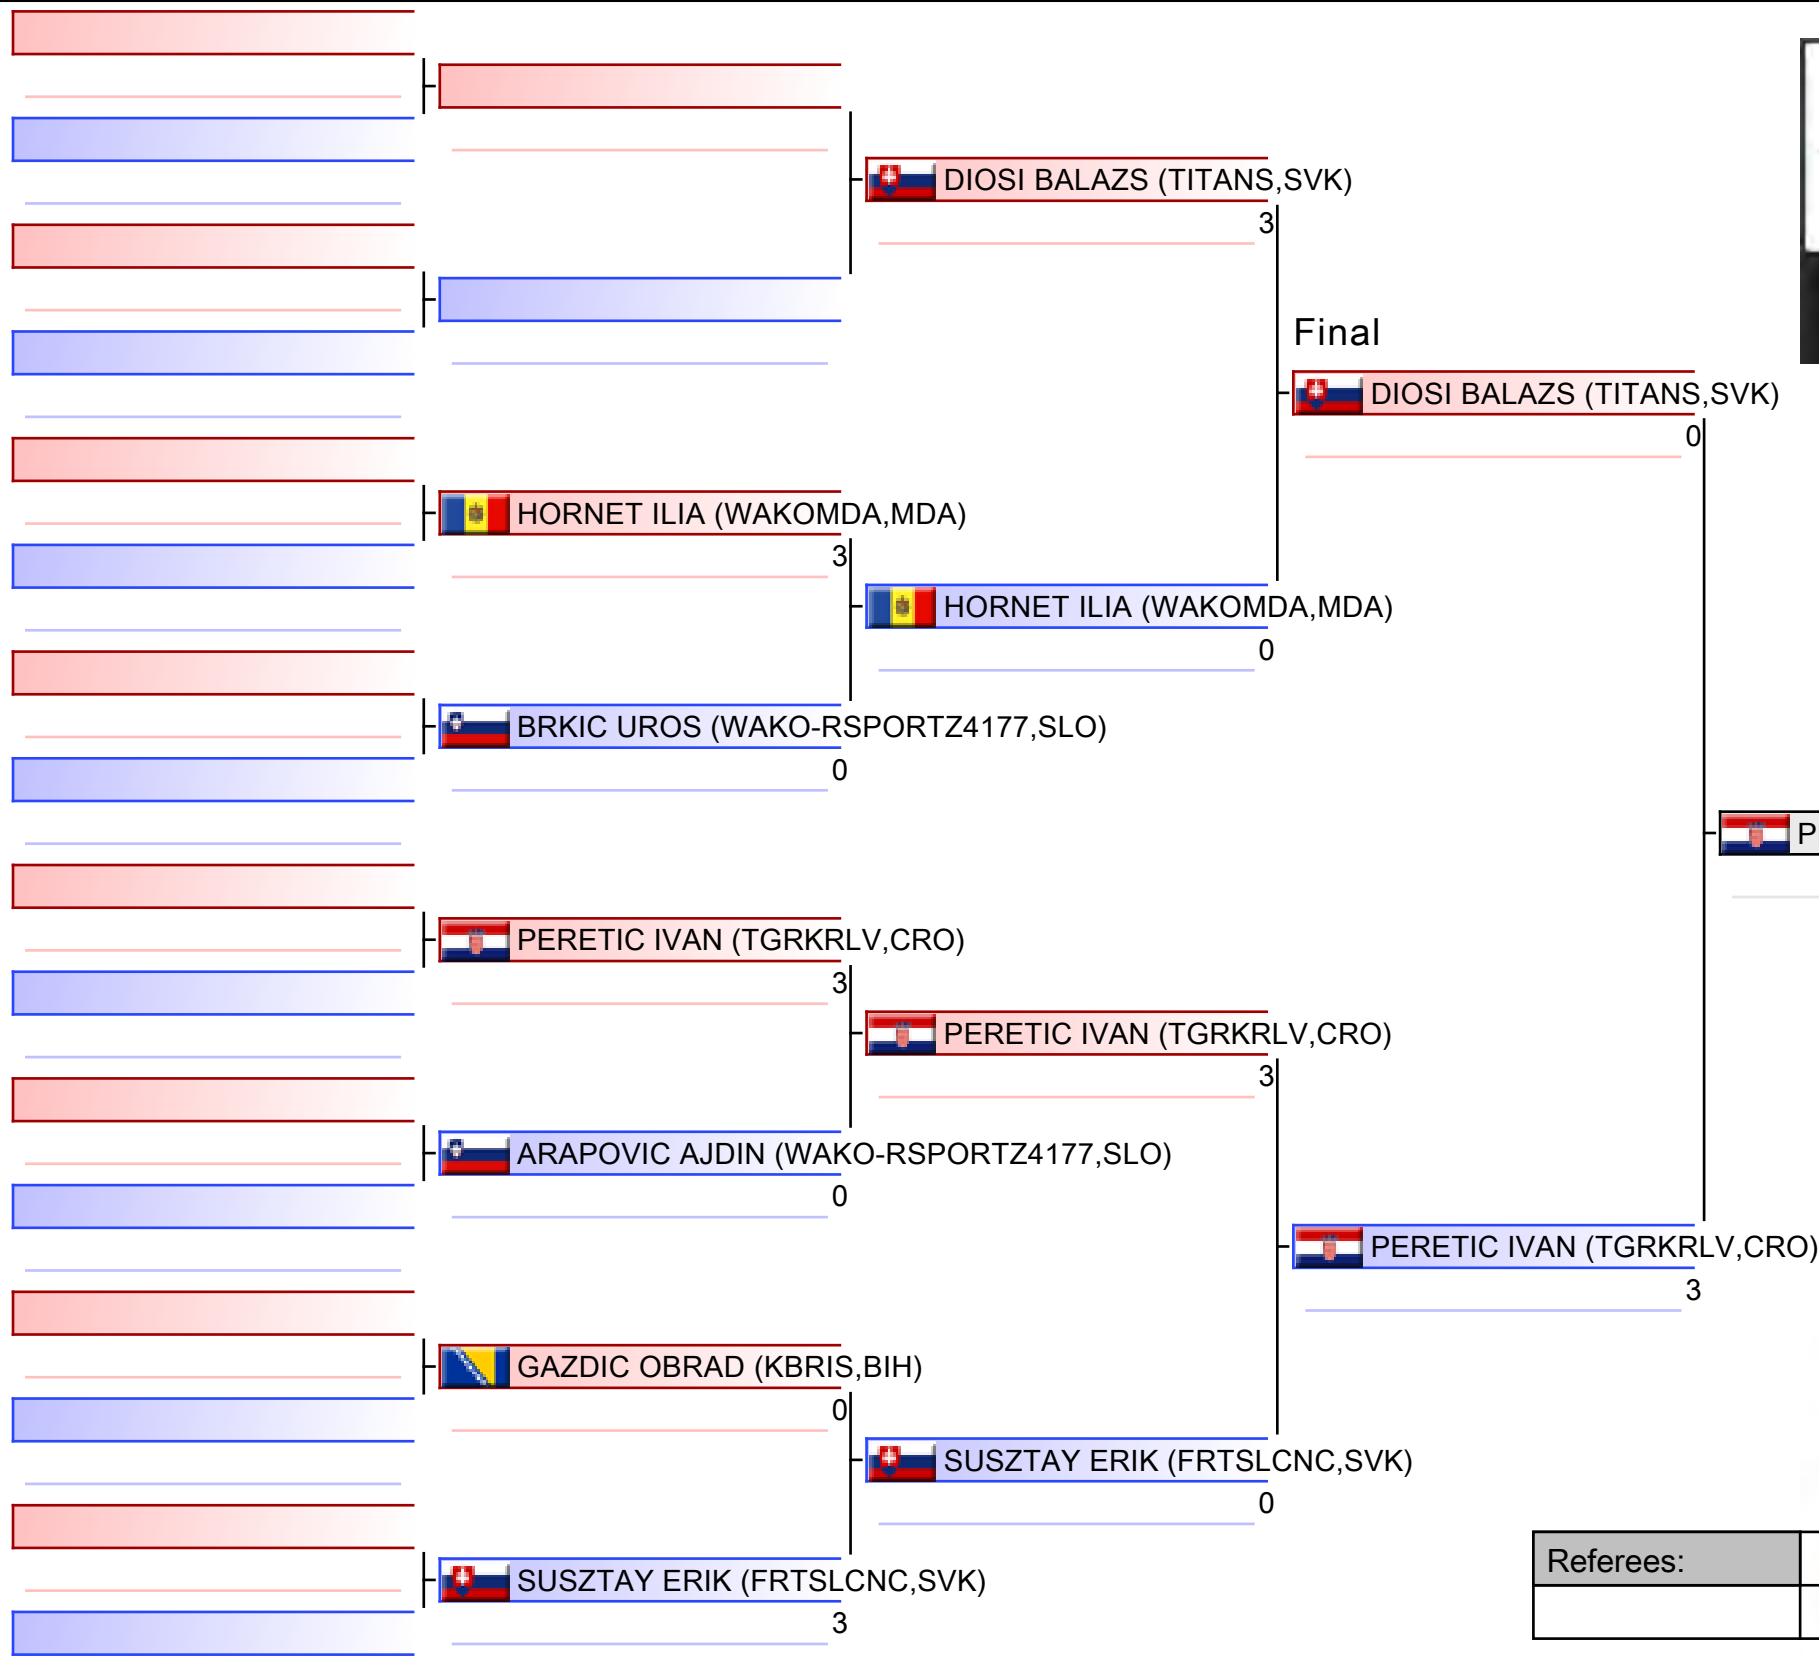 DIOSI BALAZS (TITANS,SVK)
3
Final
DIOSI BALAZS (TITANS,SVK)
0
HORNET ILIA (WAKOMDA,MDA)
3
HORNET ILIA (WAKOMDA,MDA)
0
BRKIC UROS (WAKO-RSPORTZ4177,SLO)
0
P
PERETIC IVAN (TGRKRLV,CRO)
3
PERETIC IVAN (TGRKRLV,CRO)
3
ARAPOVIC AJDIN (WAKO-RSPORTZ4177,SLO)
0
PERETIC IVAN (TGRKRLV,CRO)
3
GAZDIC OBRAD (KBRIS,BIH)
0
SUSZTAY ERIK (FRTSLCNC,SVK)
0
Referees:
SUSZTAY ERIK (FRTSLCNC,SVK)
3